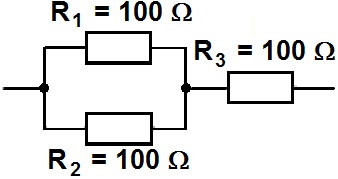 R₁ = 100 Ω
R₃ = 100 Ω
R₂ = 100 Ω